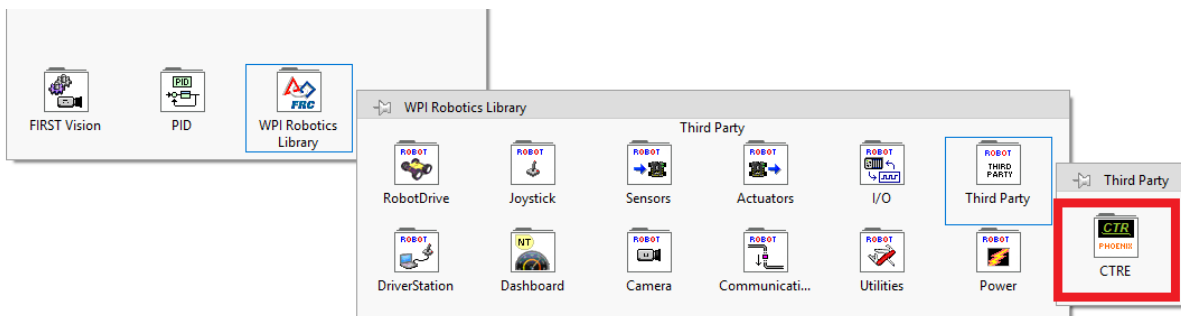 PID
FRC
FIRST Vision
PID
WPI Robotics
Library
WPI Robotics Library
Third Party
ROBOT
ROBOT
ROBOT
ROBOT
ROBOT
ROBOT
THIRD
PARTY
RobotDrive
Joystick
Sensors
Actuators
I/O
Third Party
ROBOT
NT
ROBOT
ROBOT
ROBOT
ROBOT
DriverStation
Dashboard
Camera
Communicati...
Utilities
Power
Third Party
CTR
PHOENIX
CTRE